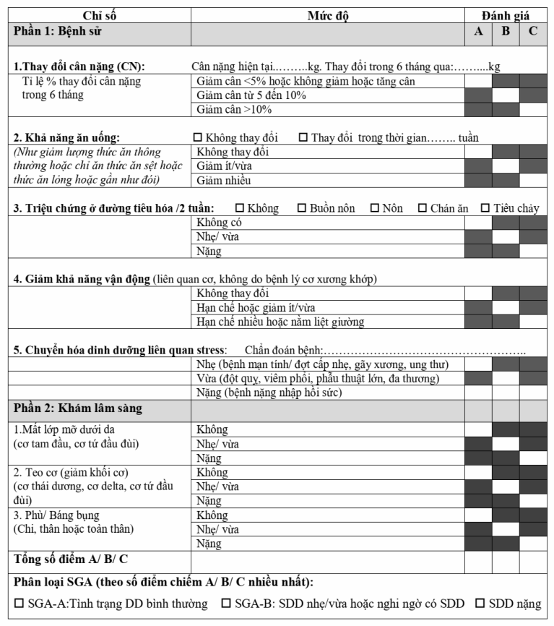 Chỉ số Mức độ Đánh giá
Phần 1: Bệnh sử A B C
1.Thay đổi cân nặng (CN): Cân nặng hiện tại...........kg. Thay đổi trong 6 tháng qua:...........kg
Tỉ lệ % thay đổi cân nặng Giảm cân <5% hoặc không giảm hoặc tăng cân
trong 6 tháng Giảm cân từ 5 đến 10%
Giảm cân >10%
2. Khả năng ăn uống: ☐ Không thay đổi ☐ Thay đổi trong thời gian…….. tuần
(Như giảm lượng thức ăn thông Không thay đổi
thường hoặc chỉ ăn thức ăn sệt hoặc Giảm ít/vừa
thức ăn lỏng hoặc gần như đói) Giảm nhiều
3. Triệu chứng ở đường tiêu hóa /2 tuần: ☐ Không ☐ Buồn nôn ☐ Nôn ☐ Chán ăn ☐ Tiêu chảy
Không có
Nhẹ/ vừa
Nặng
4. Giảm khả năng vận động (liên quan cơ, không do bệnh lý cơ xương khớp)
Không thay đổi
Hạn chế hoặc giảm ít/vừa
Hạn chế nhiều hoặc nằm liệt giường
5. Chuyển hóa dinh dưỡng liên quan stress: Chẩn đoán bệnh:……………………………………………..
Nhẹ (bệnh mạn tính/ đợt cấp nhẹ, gãy xương, ung thư)
Vừa (đột quỵ, viêm phổi, phẫu thuật lớn, đa thương)
Nặng (bệnh nặng nhập hồi sức)
Phần 2: Khám lâm sàng
1.Mất lớp mỡ dưới da Không
(cơ tam đầu, cơ tứ đầu đùi) Nhẹ/ vừa
Nặng
2. Teo cơ (giảm khối cơ) Không
(cơ thái dương, cơ delta, cơ tứ đầu Nhẹ/ vừa
đùi) Nặng
3. Phù/ Báng bụng Không
(Chi, thân hoặc toàn thân) Nhẹ/ vừa
Nặng
Tổng số điểm A/ B/ C
Phân loại SGA (theo số điểm chiếm A/ B/ C nhiều nhất):
☐ SGA-A:Tình trạng DD bình thường ☐ SGA-B: SDD nhẹ/vừa hoặc nghi ngờ có SDD ☐ SDD nặng